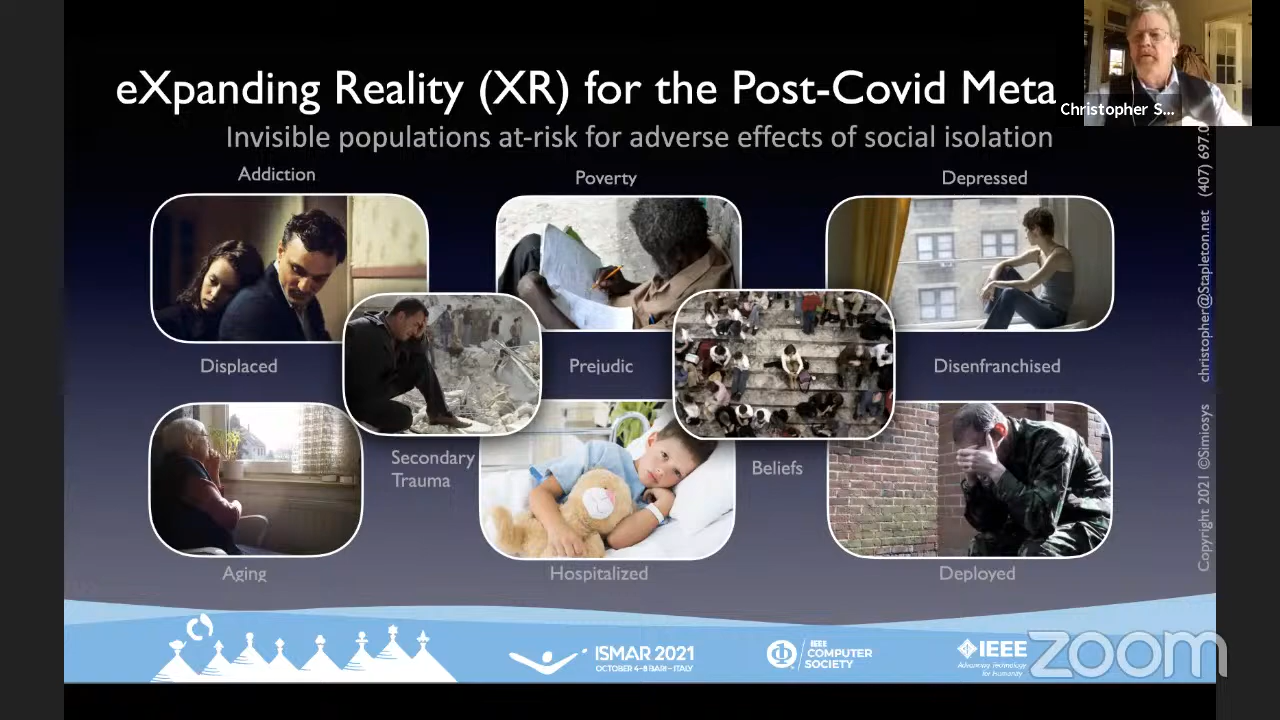 eXpanding Reality (XR) for the Post-Covid Meta
Christopher S...
Invisible populations at-risk for adverse effects of social isolation
Addiction
Poverty
Depressed
Displaced
Prejudic
Disenfranchised
Secondary
Trauma
Beliefs
Aging
Hospitalized
Deployed
Copyright 2021 ©Simiosys christopher@Stapleton.net (407) 697.0
ISMAR 2021
OCTOBER 4-8 BARI - ITALY
IEEE
COMPUTER
SOCIETY
IEEE
Advancing Technology
for Humanity
zoom